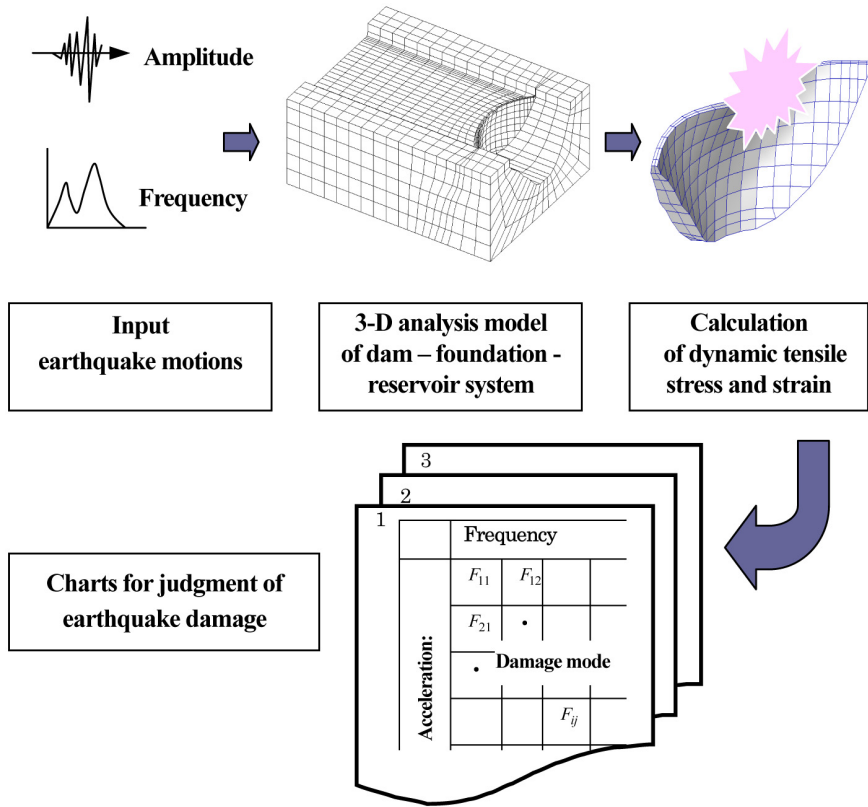 Amplitude
Frequency
Input
earthquake motions
3-D analysis model
of dam – foundation -
reservoir system
Calculation
of dynamic tensile
stress and strain
Charts for judgment of
earthquake damage
3
2
1
Frequency
Acceleration:
F11 F12
F21 •
• Damage mode
Fij